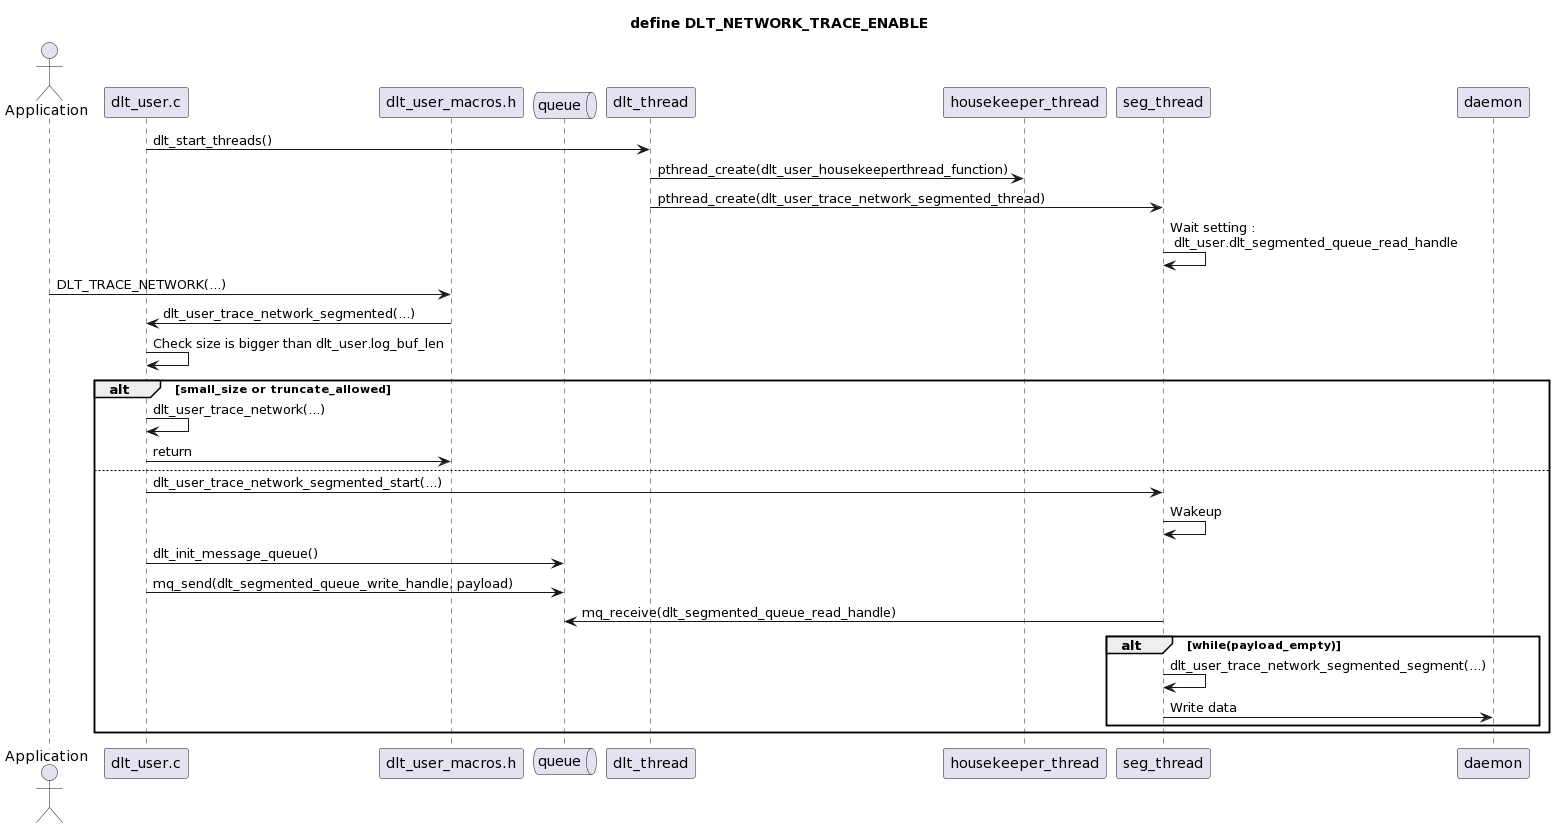 define DLT_NETWORK_TRACE_ENABLE
Application
dlt_user.c
dlt_user_macros.h
queue
dlt_thread
housekeeper_thread
seg_thread
daemon
dlt_start_threads()
pthread_create(dlt_user_housekeeperthread_function)
pthread_create(dlt_user_trace_network_segmented_thread)
Wait setting :
dlt_user.dlt_segmented_queue_read_handle
DLT_TRACE_NETWORK(...)
dlt_user_trace_network_segmented(...)
Check size is bigger than dlt_user.log_buf_len
alt [small_size or truncate_allowed]
dlt_user_trace_network(...)
return
dlt_user_trace_network_segmented_start(...)
Wakeup
dlt_init_message_queue()
mq_send(dlt_segmented_queue_write_handle, payload)
mq_receive(dlt_segmented_queue_read_handle)
alt [while(payload_empty)]
dlt_user_trace_network_segmented_segment(...)
Write data
Application
dlt_user.c
dlt_user_macros.h
queue
dlt_thread
housekeeper_thread
seg_thread
daemon